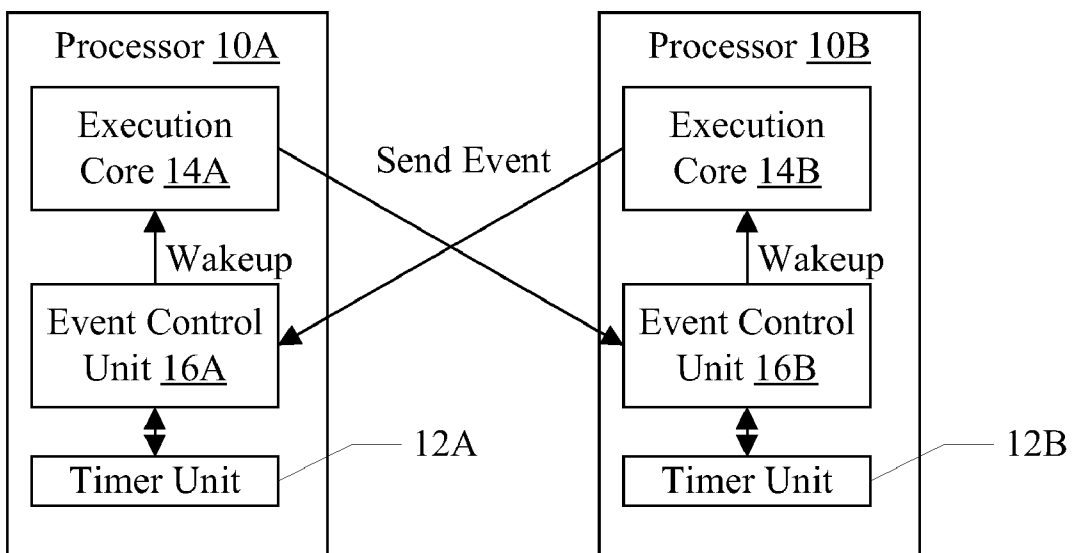 Processor 10A
Execution
Core 14A
Wakeup
Event Control
Unit 16A
Timer Unit
12A
Send Event
Processor 10B
Execution
Core 14B
Wakeup
Event Control
Unit 16B
Timer Unit
12B